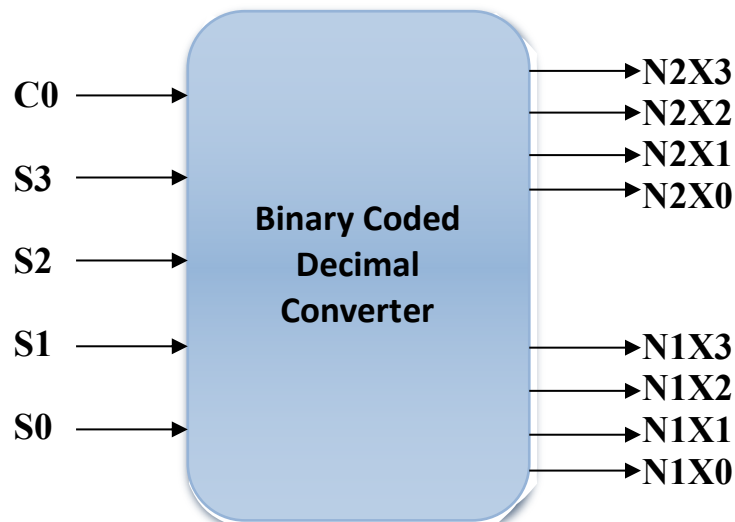 C0
S3
S2
S1
S0
Binary Coded
Decimal
Converter
N2X3
N2X2
N2X1
N2X0
N1X3
N1X2
N1X1
N1X0